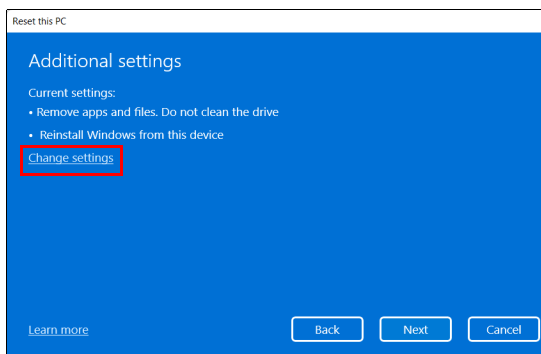 Reset this PC
Additional settings
Current settings:
• Remove apps and files. Do not clean the drive
• Reinstall Windows from this device
Change settings
Learn more
Back
Next
Cancel